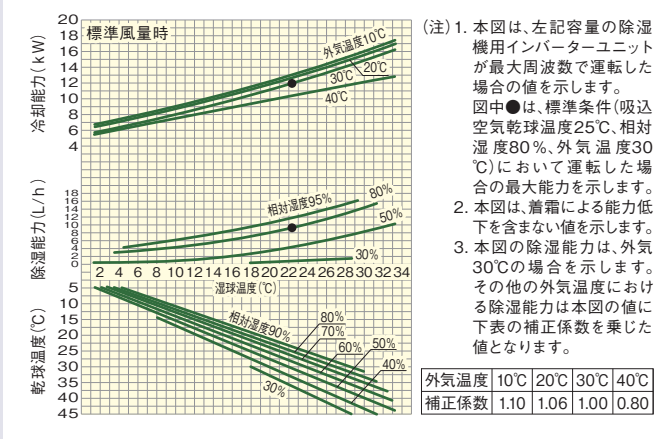 標準風量時
冷却能力(kW)
20
18
16
14
12
10
8
6
4
外気温度10℃
20℃
30℃
40℃
除湿能力(L/h)
18
16
14
12
10
8
6
4
2
0
相対湿度95%
80%
50%
30%
2 4 6 8 10 12 14 16 18 20 22 24 26 28 30 32 34
湿球温度(℃)
乾球温度(℃)
5
10
15
20
25
30
35
40
45
相対湿度90%
80%
70%
60%
50%
40%
30%
(注)1. 本図は、左記容量の除湿
機用インバーターユニット
が最大周波数で運転した
場合の値を示します。
図中●は、標準条件(吸込
空気乾球温度25℃、相対
湿度80%、外気温度30
℃)において運転した場
合の最大能力を示します。
2. 本図は、着霜による能力低
下を含まない値を示します。
3. 本図の除湿能力は、外気
30℃の場合を示します。
その他の外気温度におけ
る除湿能力は本図の値に
下表の補正係数を乗じた
値となります。
外気温度 10℃ 20℃ 30℃ 40℃
補正係数 1.10 1.06 1.00 0.80